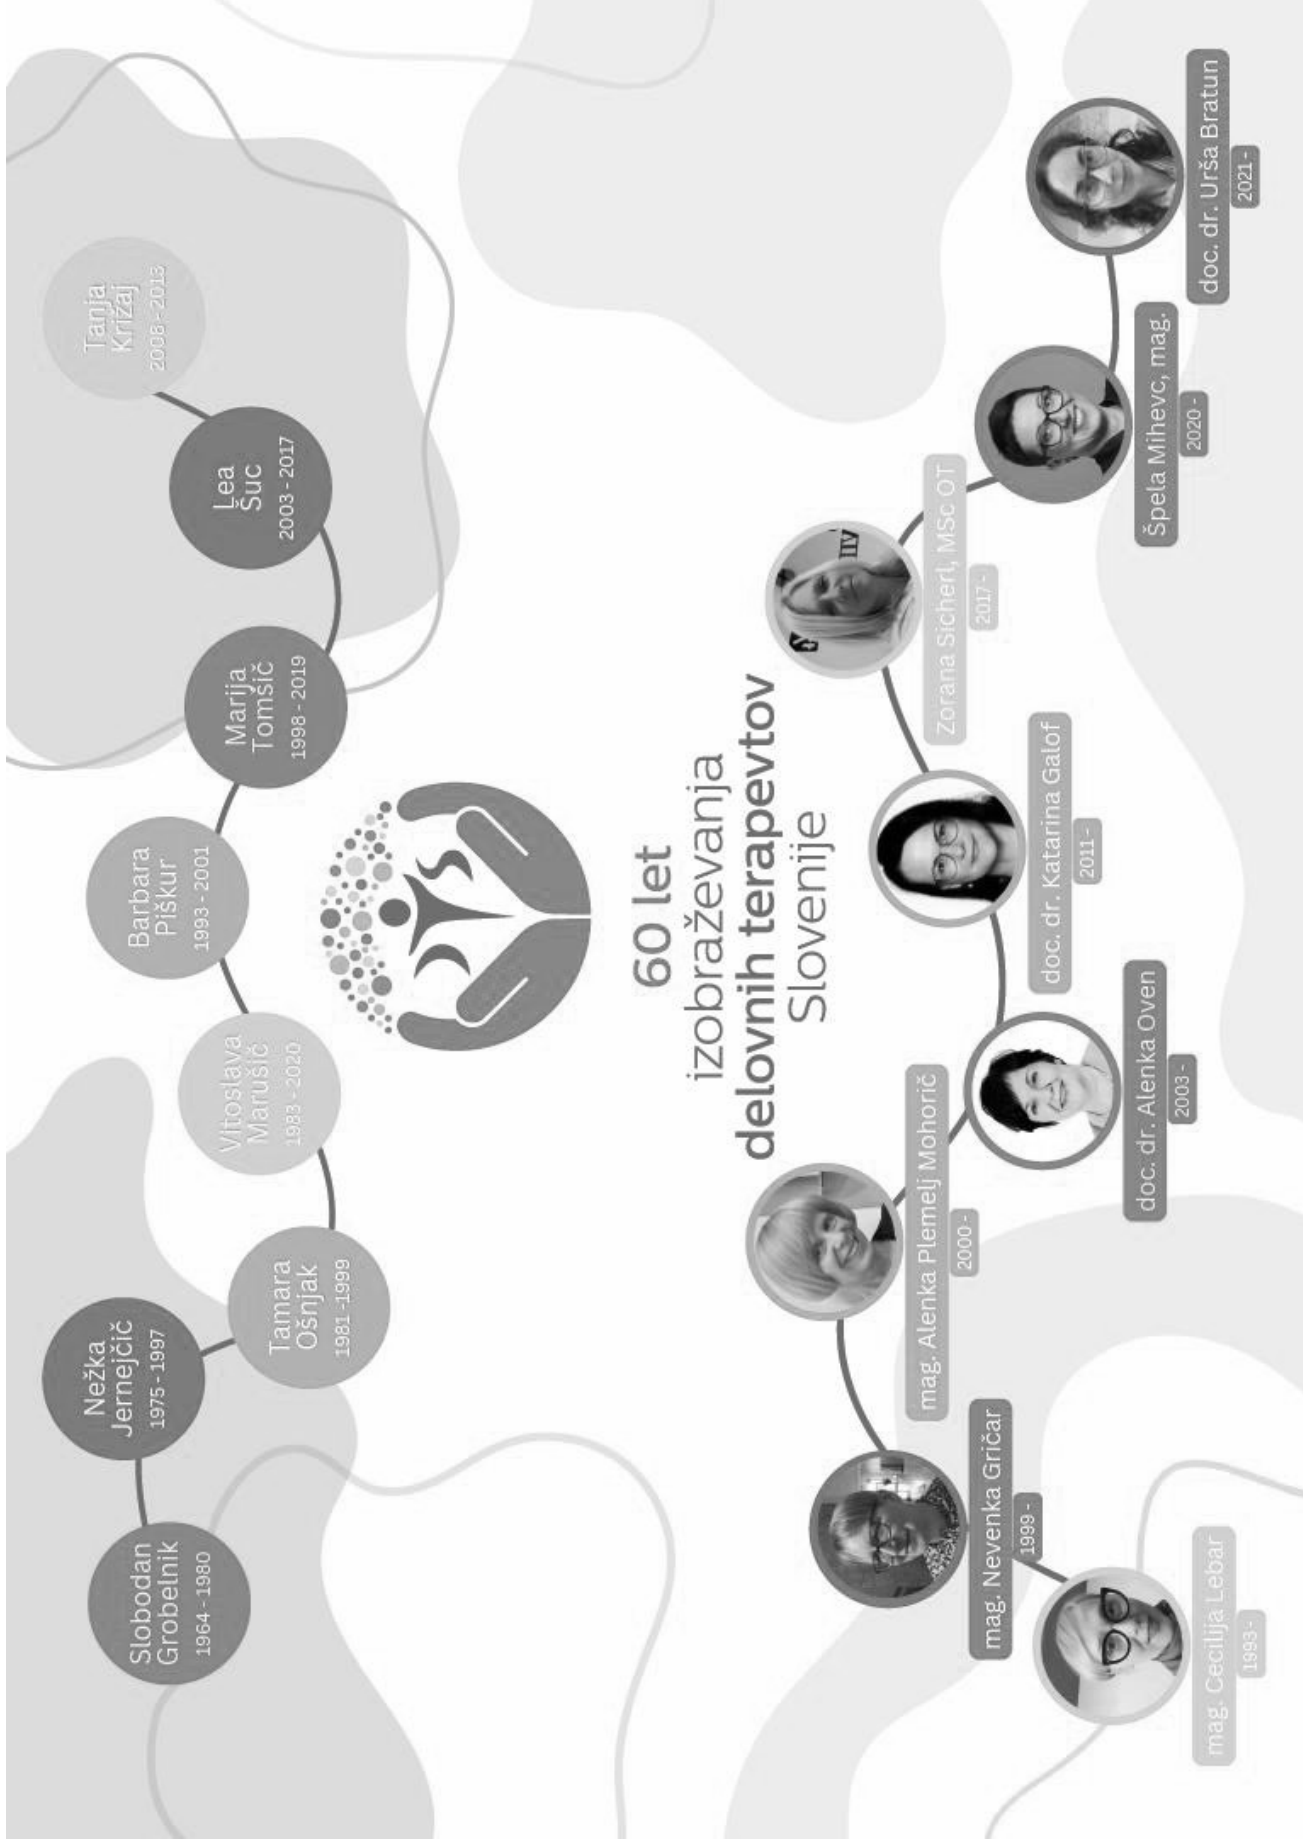 Slobodan
Grobelnik
1964 - 1980
Nežka
Jernejčič
1975 - 1997
Tamara
Ošnjak
1981 -1999
Vitoslava
Marušič
1983 - 2020
Barbara
Piškur
1993 - 2001
Marija
Tomšič
1998 - 2019
Lea
Šuc
2003 - 2017
Tanja
Križaj
2008 - 2013
60 let
izobraževanja
delovnih terapevtov
Slovenije
mag. Cecilija Lebar
1993 -
mag. Nevenka Gričar
1999 -
mag. Alenka Plemelj Mohorič
2000 -
doc. dr. Alenka Oven
2003 -
doc. dr. Katarina Galof
2011 -
Zorana Sicherl, MSc OT
2017 -
Špela Mihevc, mag.
2020 -
doc. dr. Urša Bratun
2021 -